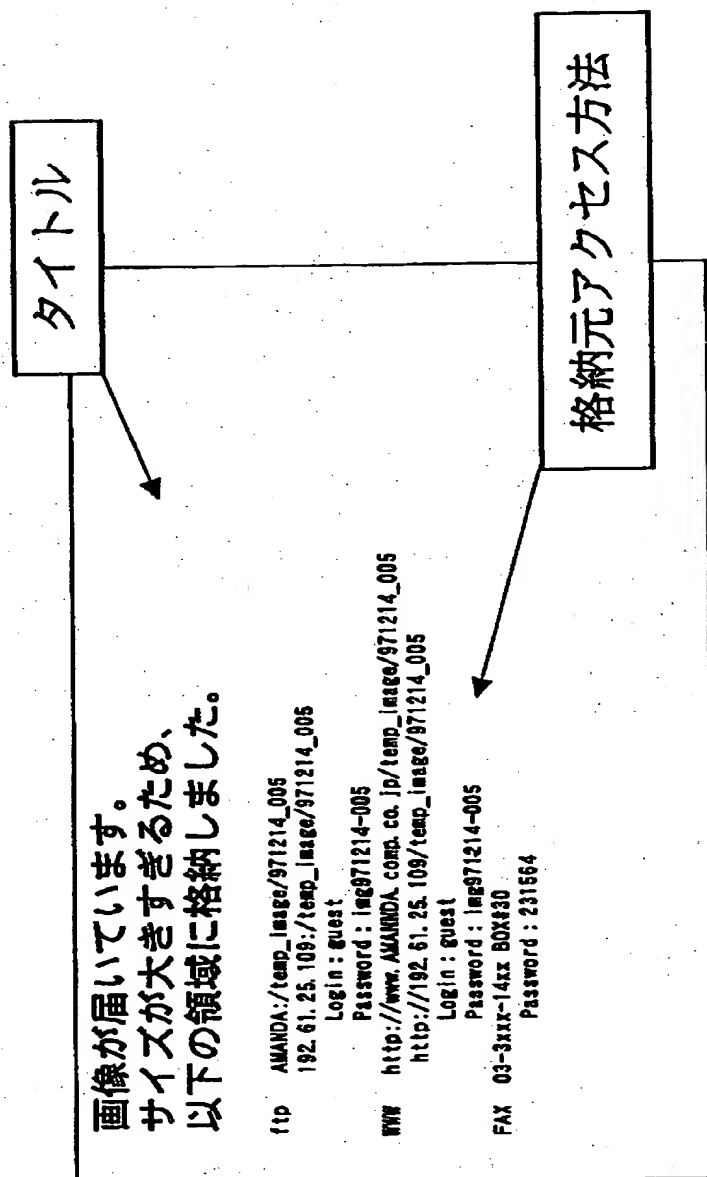 タイトル
画像が届いています。
サイズが大きすぎるため、
以下の領域に格納しました。
ftp AMANDA:/temp_image/971214_005
192.61.25.109:/temp_image/971214_005
Login:guest
Password:img971214-005
WWW http://www.AMANNDA.comp.co.jp/temp_image/971214_005
http://192.61.25.109/temp_image/971214_005
Login:guest
Password:img971214-005
FAX 03-3xxx-14xx BOX#30
Password:231564
格納元アクセス方法